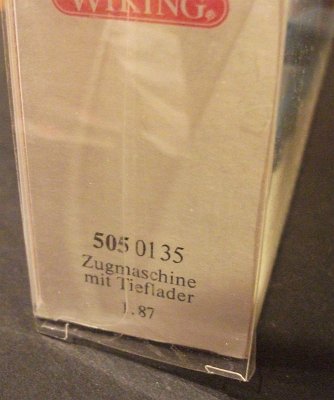 WIKING®
505 0135
Zugmaschine
mit Tieflader
1:87